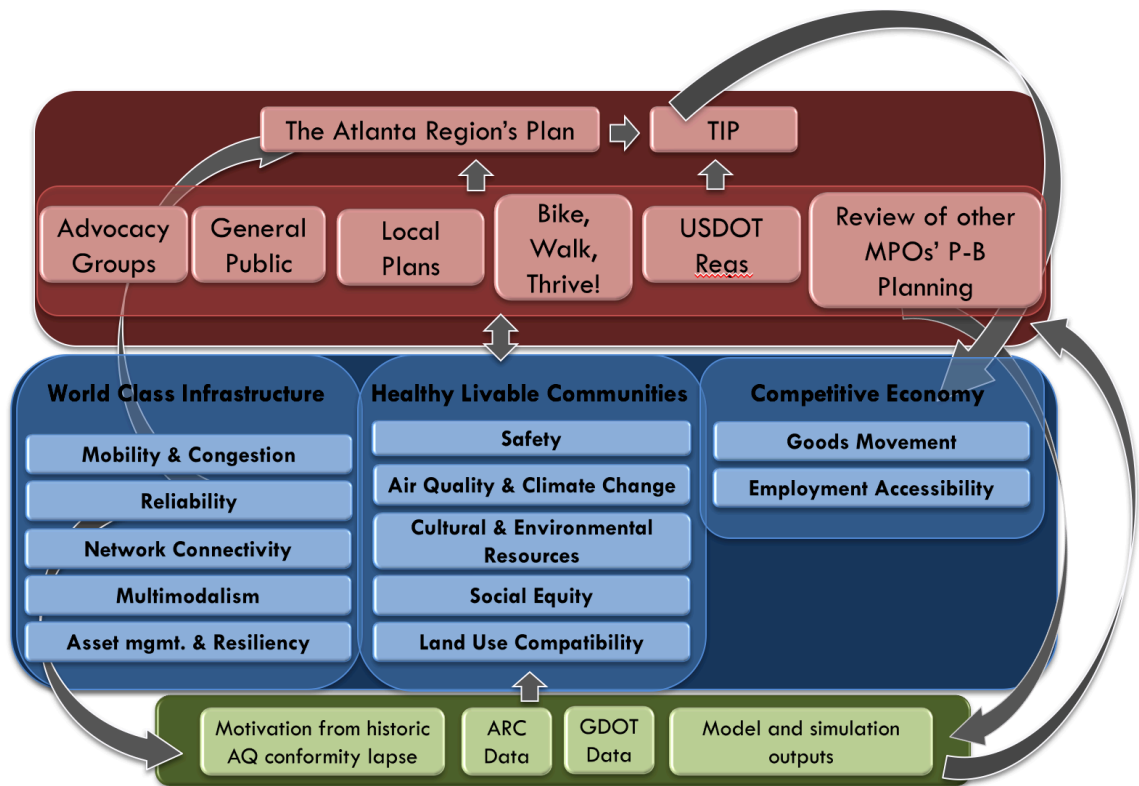 The Atlanta Region's Plan
TIP
Advocacy
Groups
General
Public
Local
Plans
Bike,
Walk,
Thrive!
USDOT
Regs
Review of other
MPOs' P-B
Planning
World Class Infrastructure
Mobility & Congestion
Reliability
Network Connectivity
Multimodalism
Asset mgmt. & Resiliency
Healthy Livable Communities
Safety
Air Quality & Climate Change
Cultural & Environmental
Resources
Social Equity
Land Use Compatibility
Competitive Economy
Goods Movement
Employment Accessibility
Motivation from historic
AQ conformity lapse
ARC
Data
GDOT
Data
Model and simulation
outputs